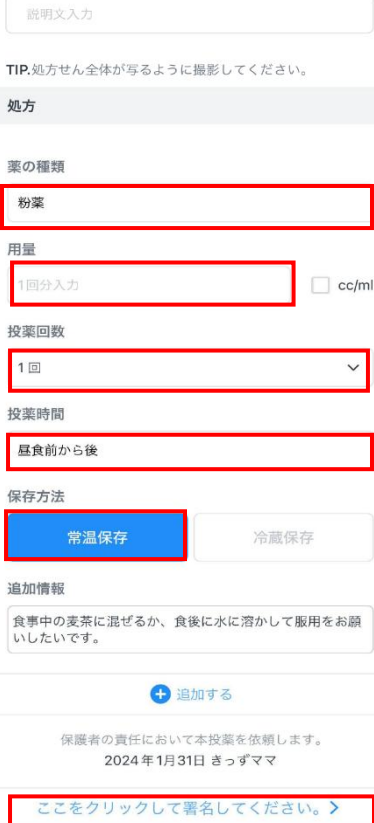 説明文入力
TIP.処方せん全体が写るように撮影してください。
処方
薬の種類
粉薬
用量
1回分入力
cc/ml
投薬回数
1回
投薬時間
昼食前から後
保存方法
常温保存
冷蔵保存
追加情報
食事中の麦茶に混ぜるか、食後に水に溶かして服用をお願
いしたいです。
追加する
保護者の責任において本投薬を依頼します。
2024年1月31日 きっずママ
ここをクリックして署名してください。